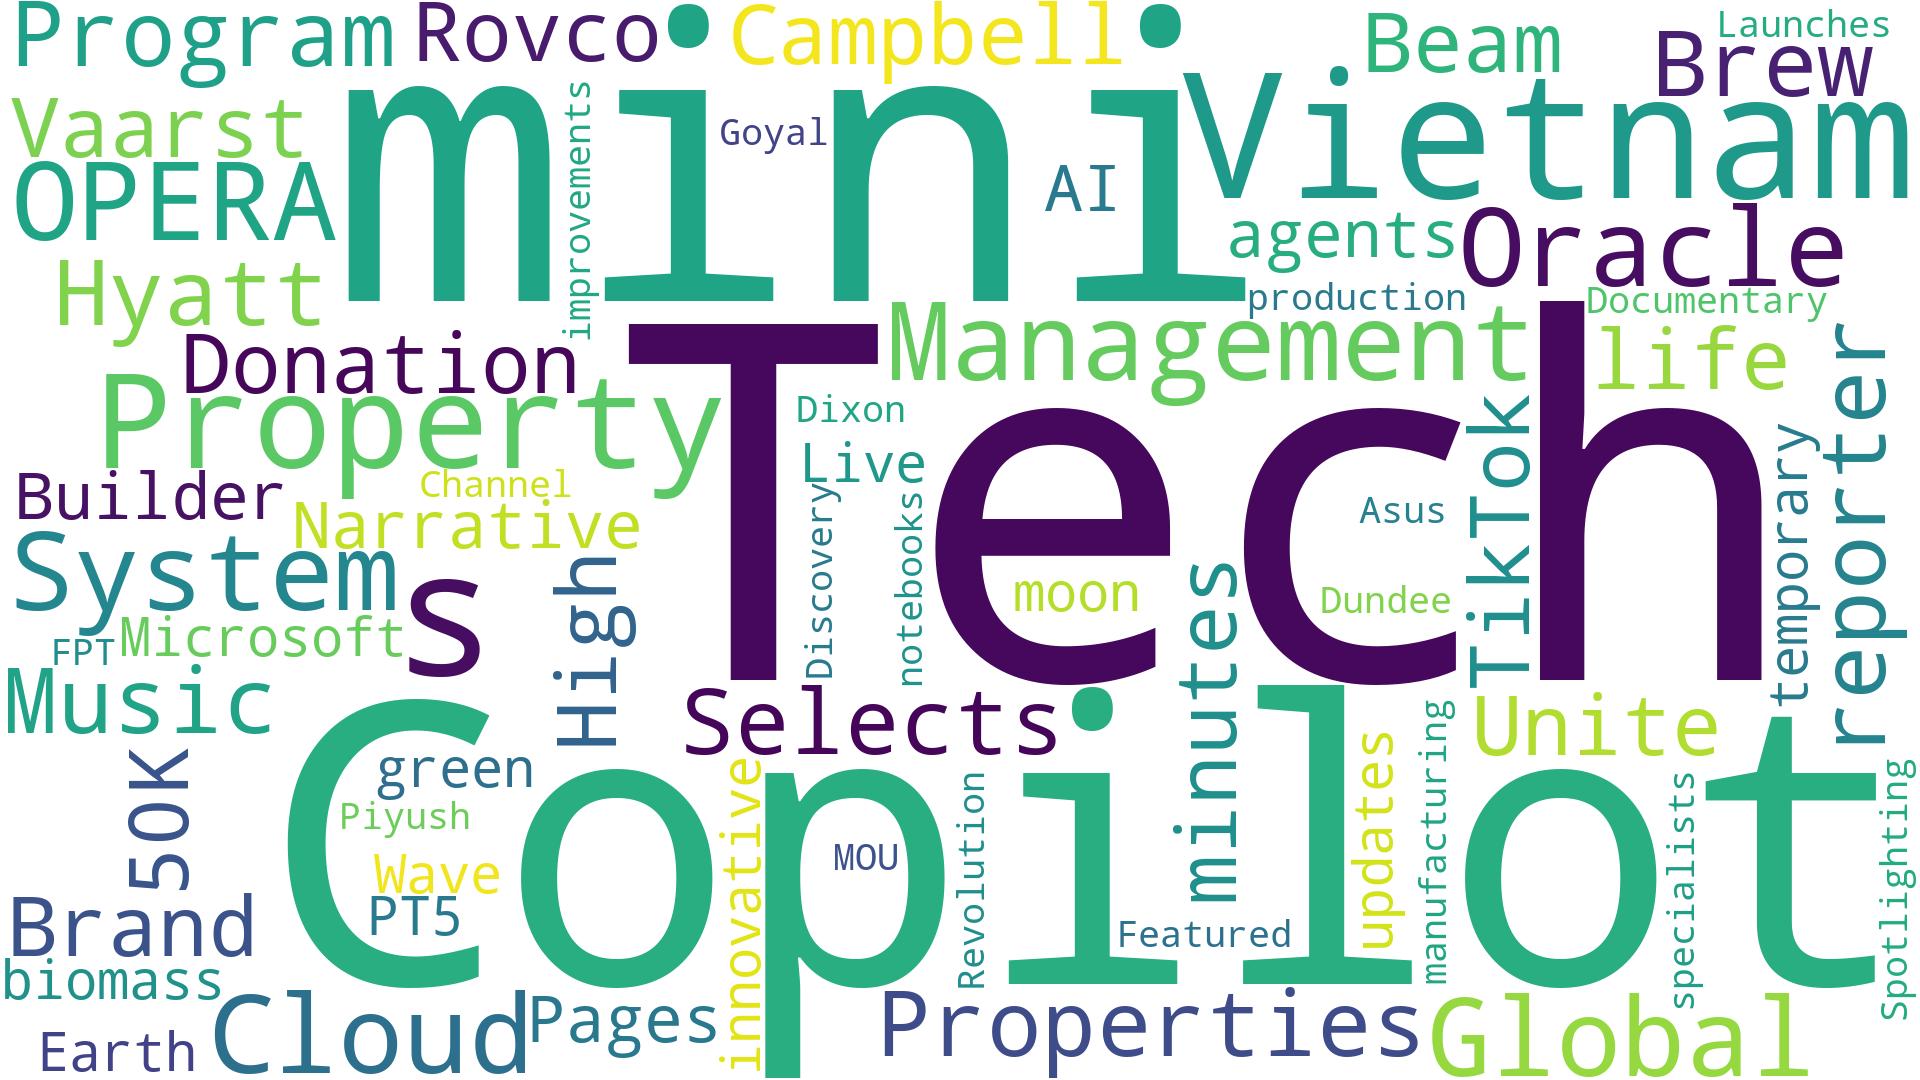 Program
Rovco
Campbell
Beam
Launches
Brew
Vaarst
mini
improvements
Goyal
AI
Vietnam
OPERA
agents
Oracle
Hyatt
production
Documentary
Donation
Management
life
reporter
Property
Tech
Dixon
Live
TikTok
temporary
Builder
Channel
Narrative
Discovery
notebooks
Asus
System
s
High
moon
minutes
Dundee
FPT
Microsoft
Music
Selects
Unite
50K
Copilot
green
Piyush
Wave
PT5
innovative
MOU
Revolution
updates
manufacturing
specialists
Spotlighting
Brand
Featured
biomass
Earth
Cloud
Pages
Properties
Global